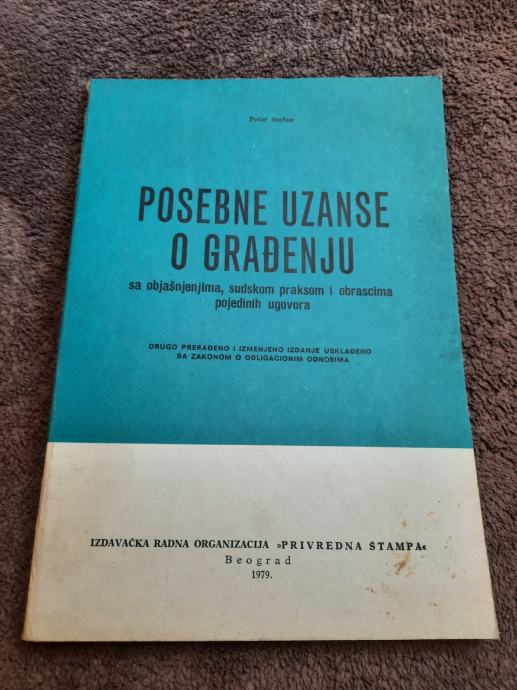 Petar Šurlan
POSEBNE UZANSE
O GRAĐENJU
sa objašnjenjima, sudskom praksom i obrascima
pojedinih ugovora
DRUGO PRERAĐENO I IZMENJENO IZDANJE USKLAĐENO
SA ZAKONOM O OBLIGACIONIM ODNOSIMA
IZDAVAČKA RADNA ORGANIZACIJA »PRIVREDNA ŠTAMPA«
Beograd
1979.